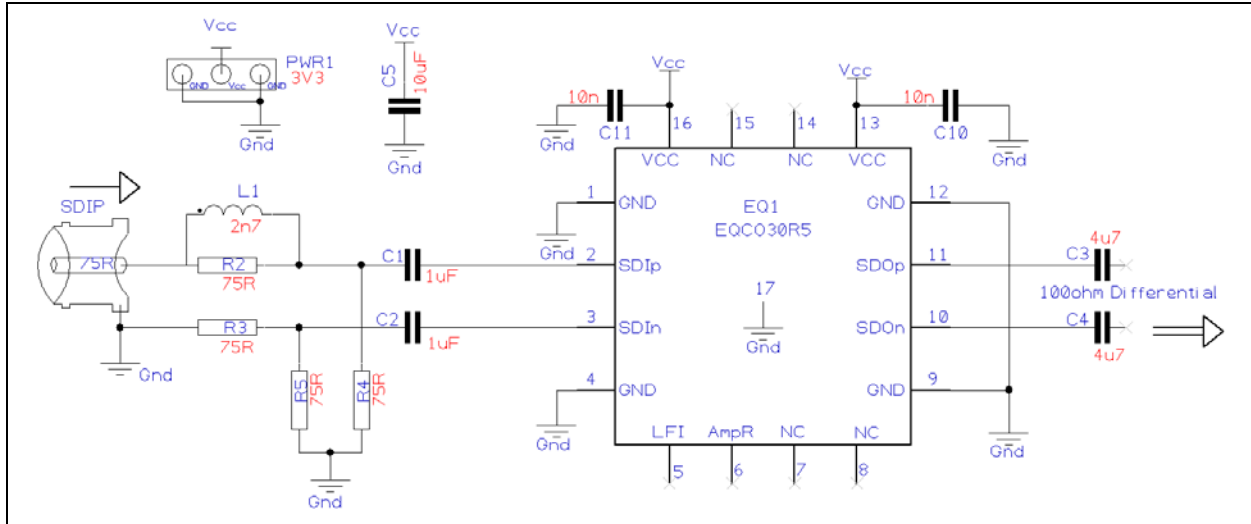 Vcc
PWR1
3V3
GND
Vcc
GND
Gnd
Vcc
C5
10uF
Gnd
Vcc
10n
C11
Gnd
16
15
14
Vcc
13
10n
C10
Gnd
VCC
NC
NC
VCC
SDIP
75R
L1
2n7
R2
75R
R3
75R
Gnd
R5
75R
R4
75R
Gnd
C1
1uF
C2
1uF
1
GND
Gnd
2
SDIp
3
SDIn
4
GND
Gnd
EQ1
EQCO30R5
17
Gnd
12
GND
11
SDOp
10
SDOn
9
GND
Gnd
C3
4u7
100ohm Differential
C4
4u7
LFI
AmpR
NC
NC
5
6
7
8